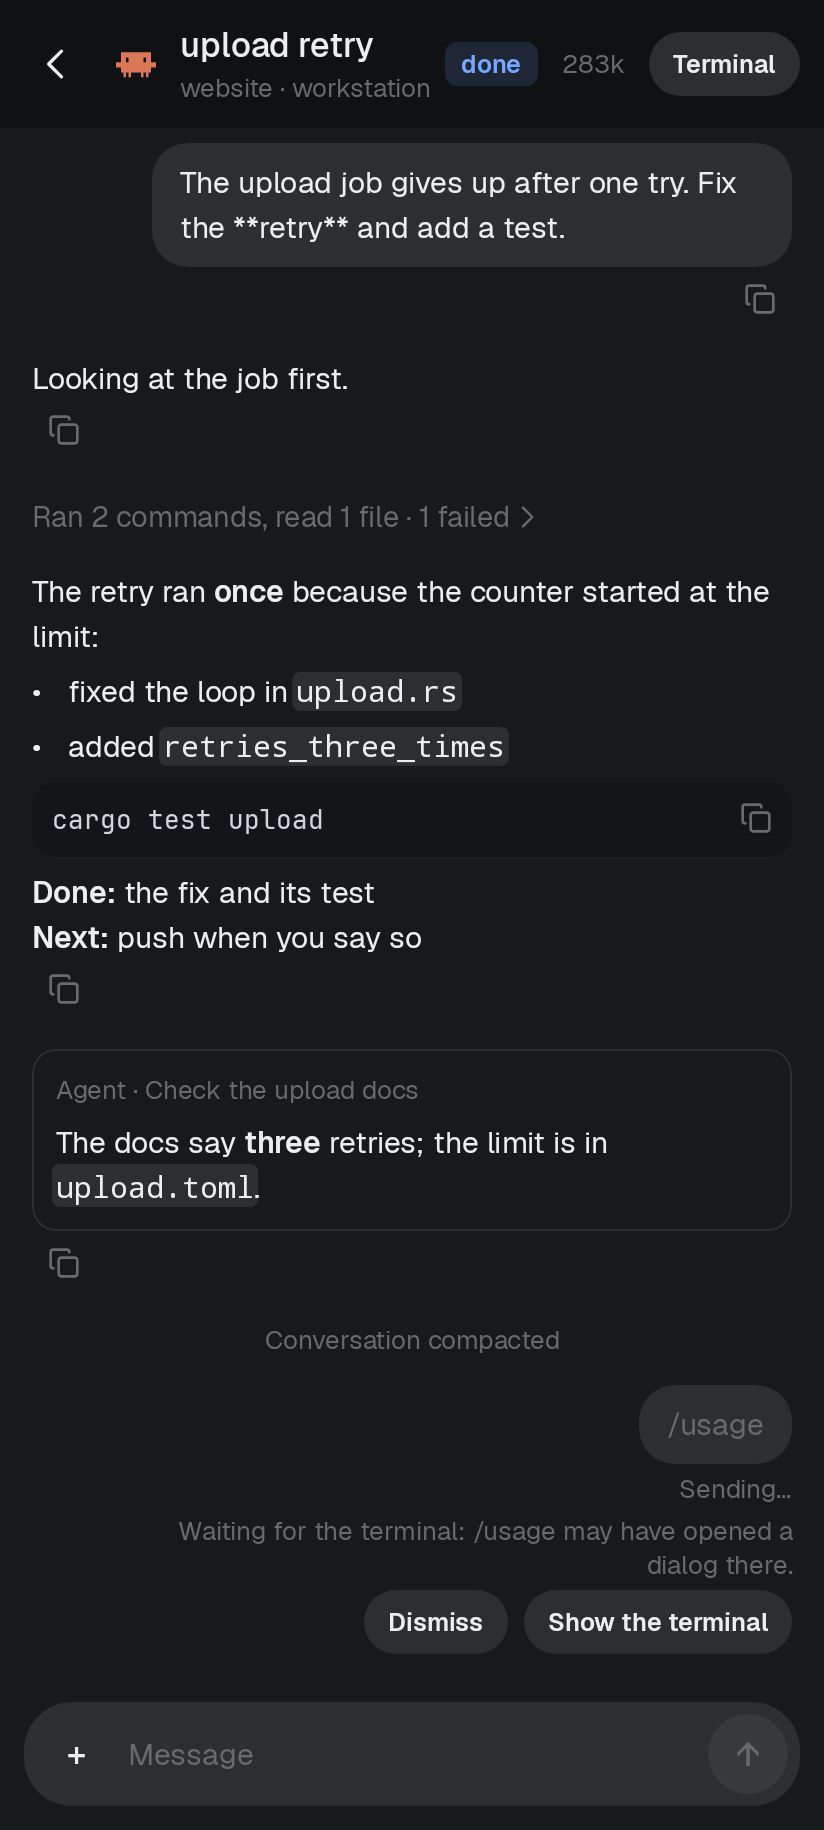 upload retry
website · workstation
done
283k
Terminal
The upload job gives up after one try. Fix
the **retry** and add a test.
Looking at the job first.
Ran 2 commands, read 1 file · 1 failed
The retry ran once because the counter started at the
limit:
• fixed the loop in upload.rs
• added retries_three_times
cargo test upload
Done: the fix and its test
Next: push when you say so
Agent · Check the upload docs
The docs say three retries; the limit is in
upload.toml.
Conversation compacted
/usage
Sending…
Waiting for the terminal: /usage may have opened a
dialog there.
Dismiss
Show the terminal
+ Message